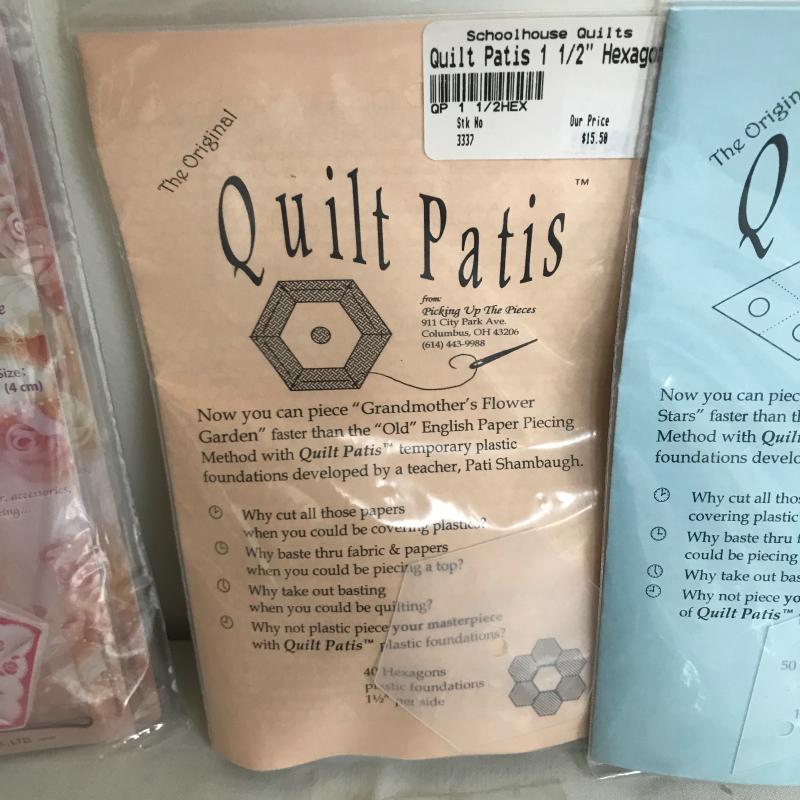 Size:
(4 cm)
accessories,
LTD.
Schoolhouse Quilts
Quilt Patis 1 1/2" Hexagon
QP 1 1/2HEX
Stk No Our Price
3337 $15.50
The Original
Quilt Patis™
from:
Picking Up The Pieces
911 City Park Ave.
Columbus, OH 43206
(614) 443-9988
Now you can piece “Grandmother’s Flower
Garden” faster than the “Old” English Paper Piecing
Method with Quilt Patis™ temporary plastic
foundations developed by a teacher, Pati Shambaugh.
Why cut all those papers
when you could be covering plastic?
Why baste thru fabric & papers
when you could be piecing a top?
Why take out basting
when you could be quilting?
Why not plastic piece your masterpiece
with Quilt Patis™ plastic foundations?
40 Hexagons
plastic foundations
1½" per side
The Origin
Q
Now you can piec
Stars” faster than th
Method with Quil
foundations develo
Why cut all thos
covering plastic
Why baste thru f
could be piecing
Why take out bas
Why not piece yo
of Quilt Patis™
50